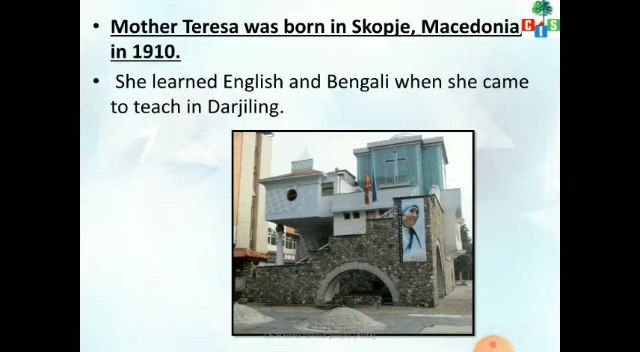 • Mother Teresa was born in Skopje, Macedonia,
in 1910.
• She learned English and Bengali when she came
to teach in Darjiling.
CIS